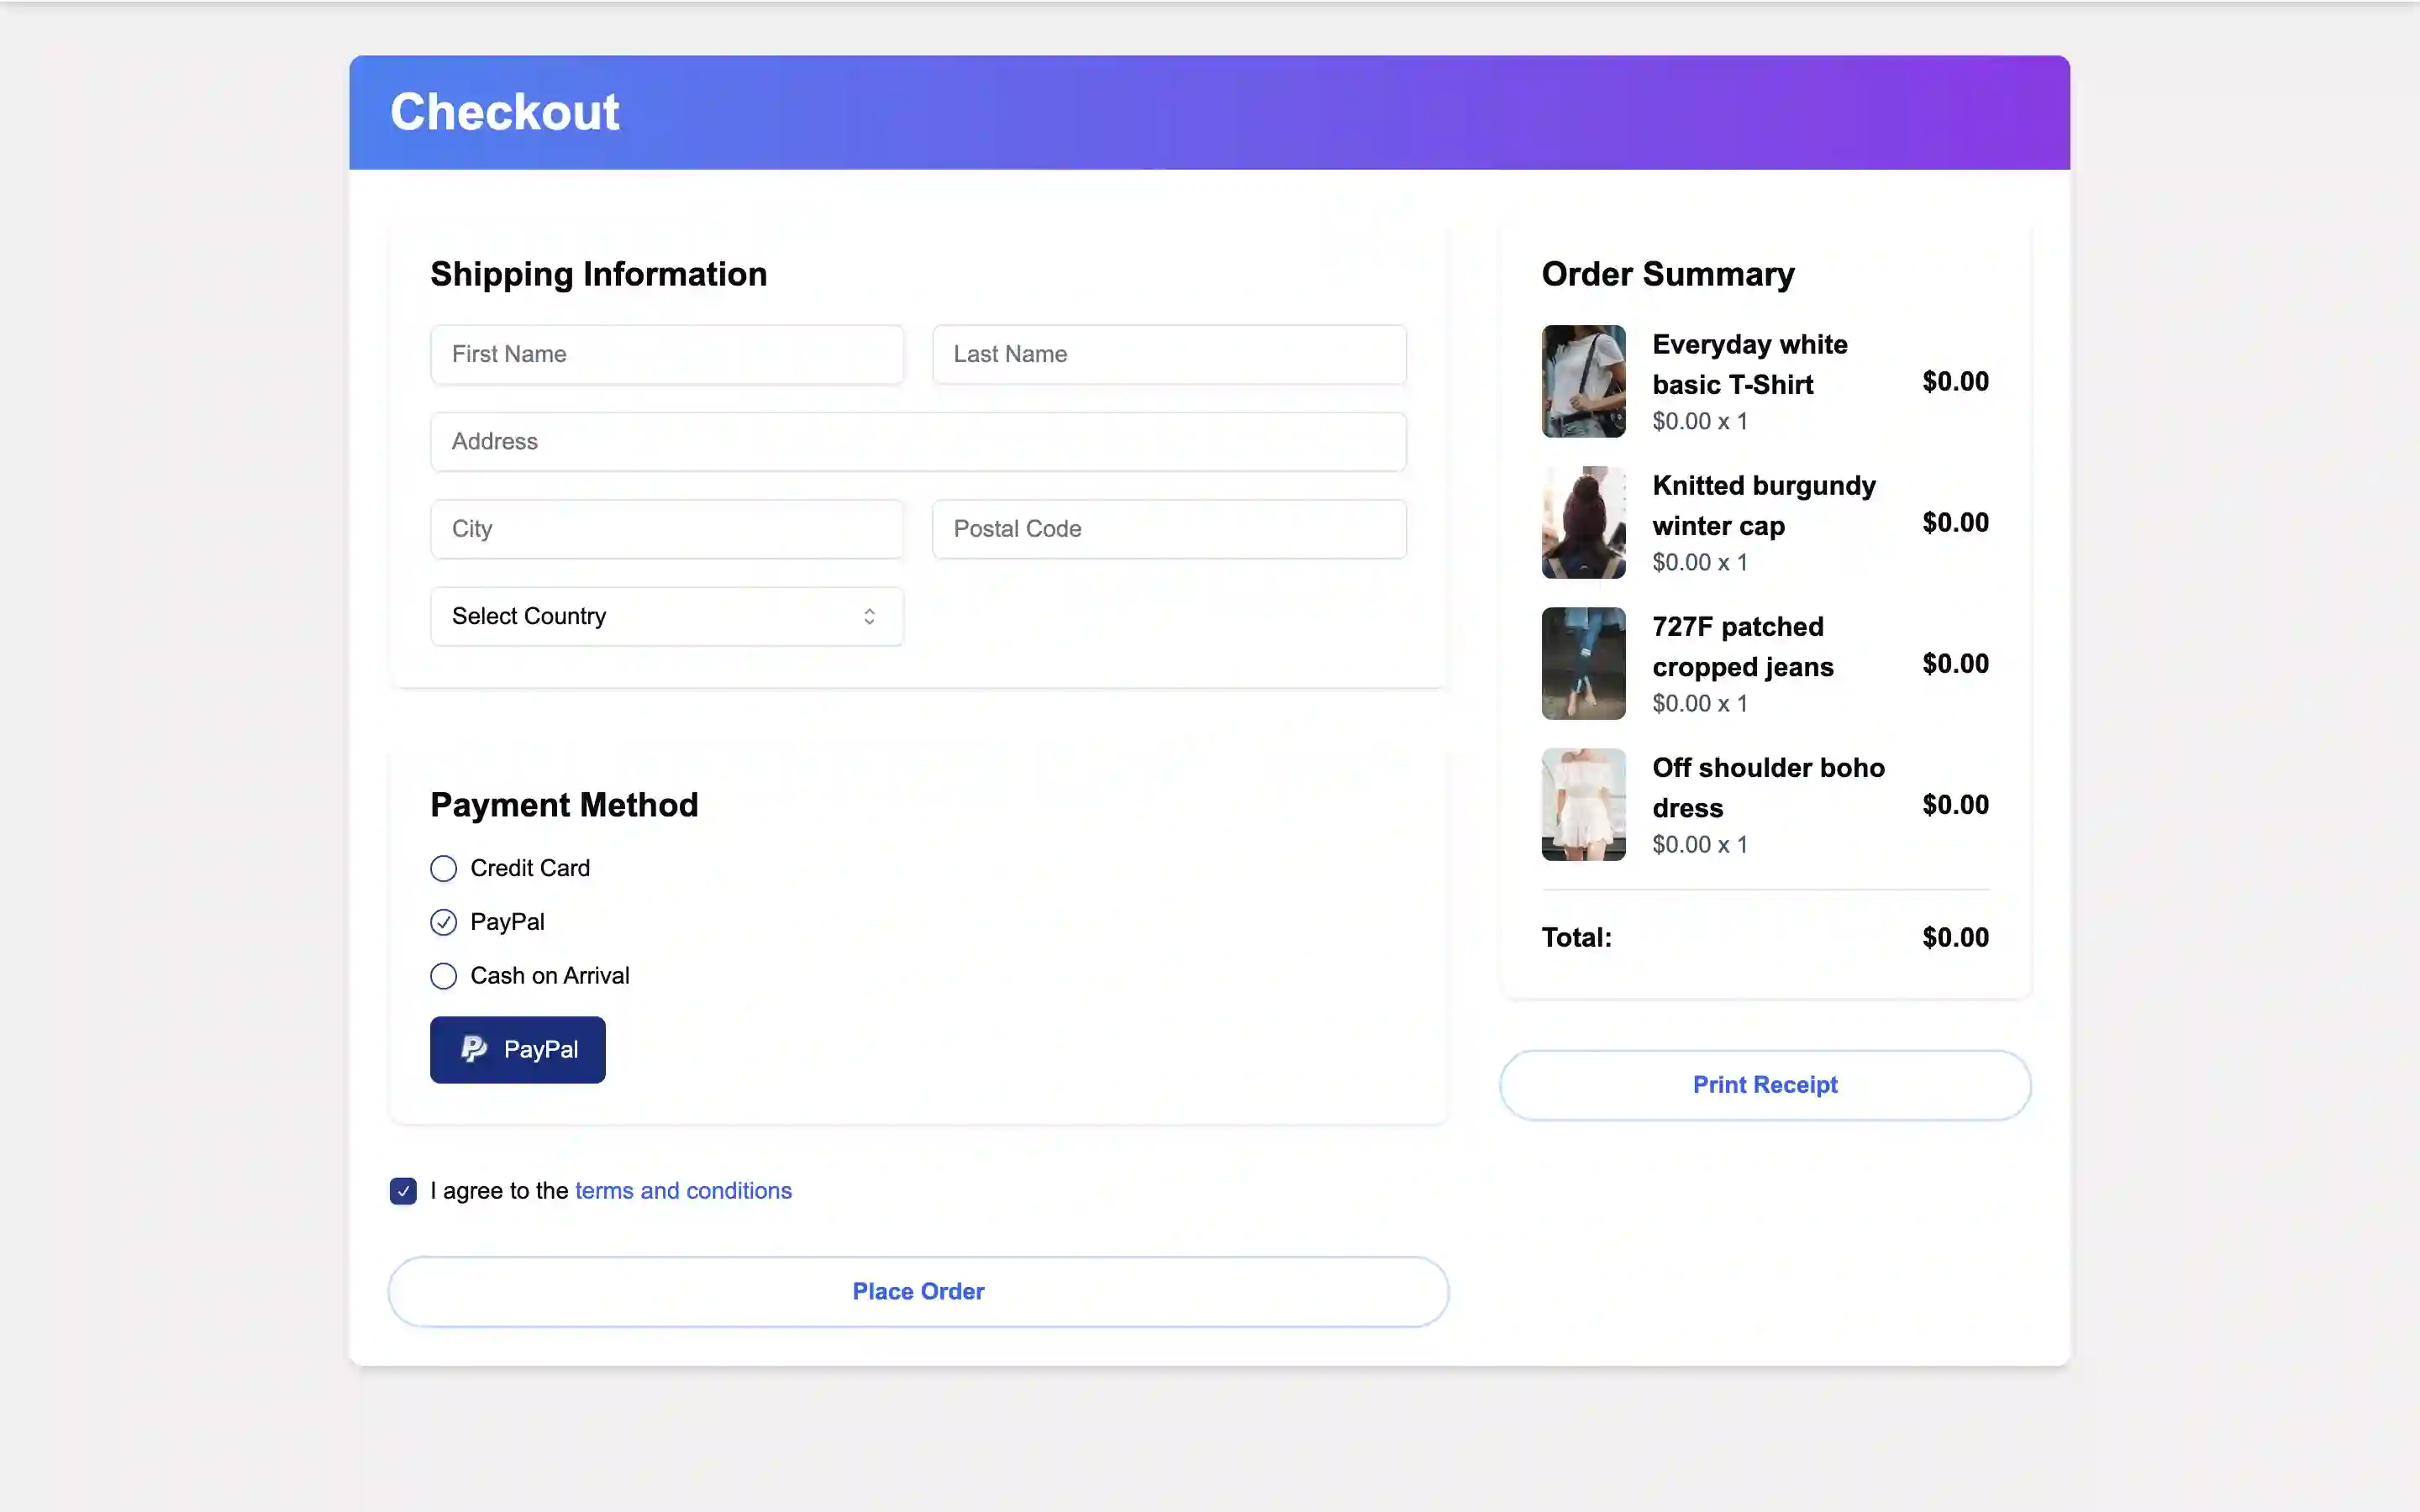 Checkout
Shipping Information
First Name
Last Name
Address
City
Postal Code
Select Country
Payment Method
Credit Card
PayPal
Cash on Arrival
PayPal
I agree to the terms and conditions
Place Order
Order Summary
Everyday white
basic T-Shirt
$0.00 x 1
$0.00
Knitted burgundy
winter cap
$0.00 x 1
$0.00
727F patched
cropped jeans
$0.00 x 1
$0.00
Off shoulder boho
dress
$0.00 x 1
$0.00
Total:
$0.00
Print Receipt